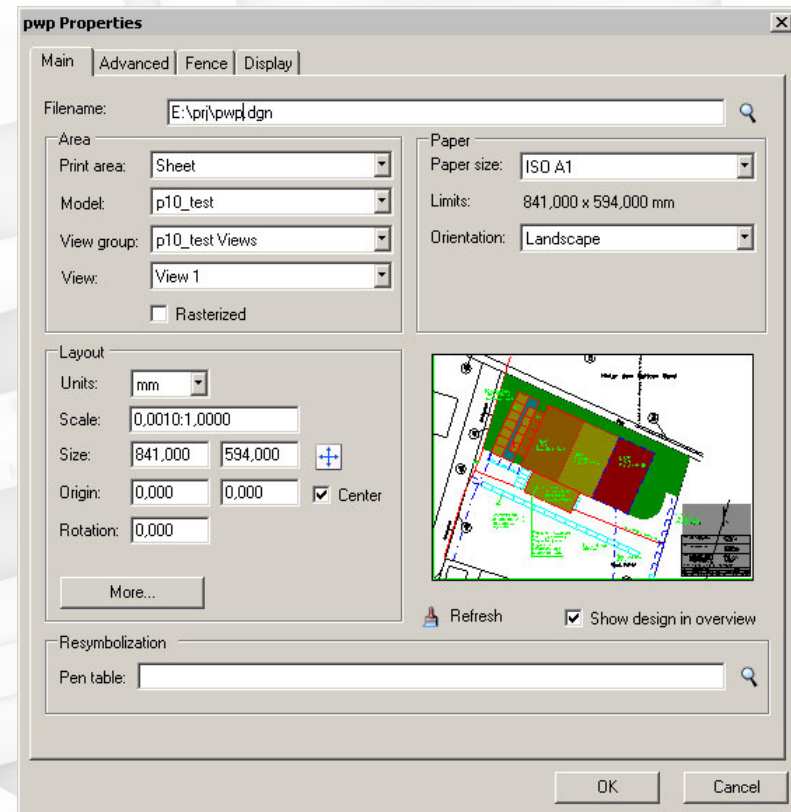 pwp Properties
Main Advanced Fence Display
Filename: E:\prj\pwp.dgn
Area
Print area: Sheet
Model: p10_test
View group: p10_test Views
View: View 1
Rasterized
Paper
Paper size: ISO A1
Limits: 841,000 x 594,000 mm
Orientation: Landscape
Layout
Units: mm
Scale: 0,0010:1,0000
Size: 841,000 594,000
Origin: 0,000 0,000 Center
Rotation: 0,000
More...
Refresh Show design in overview
Resymbolization
Pen table:
OK Cancel